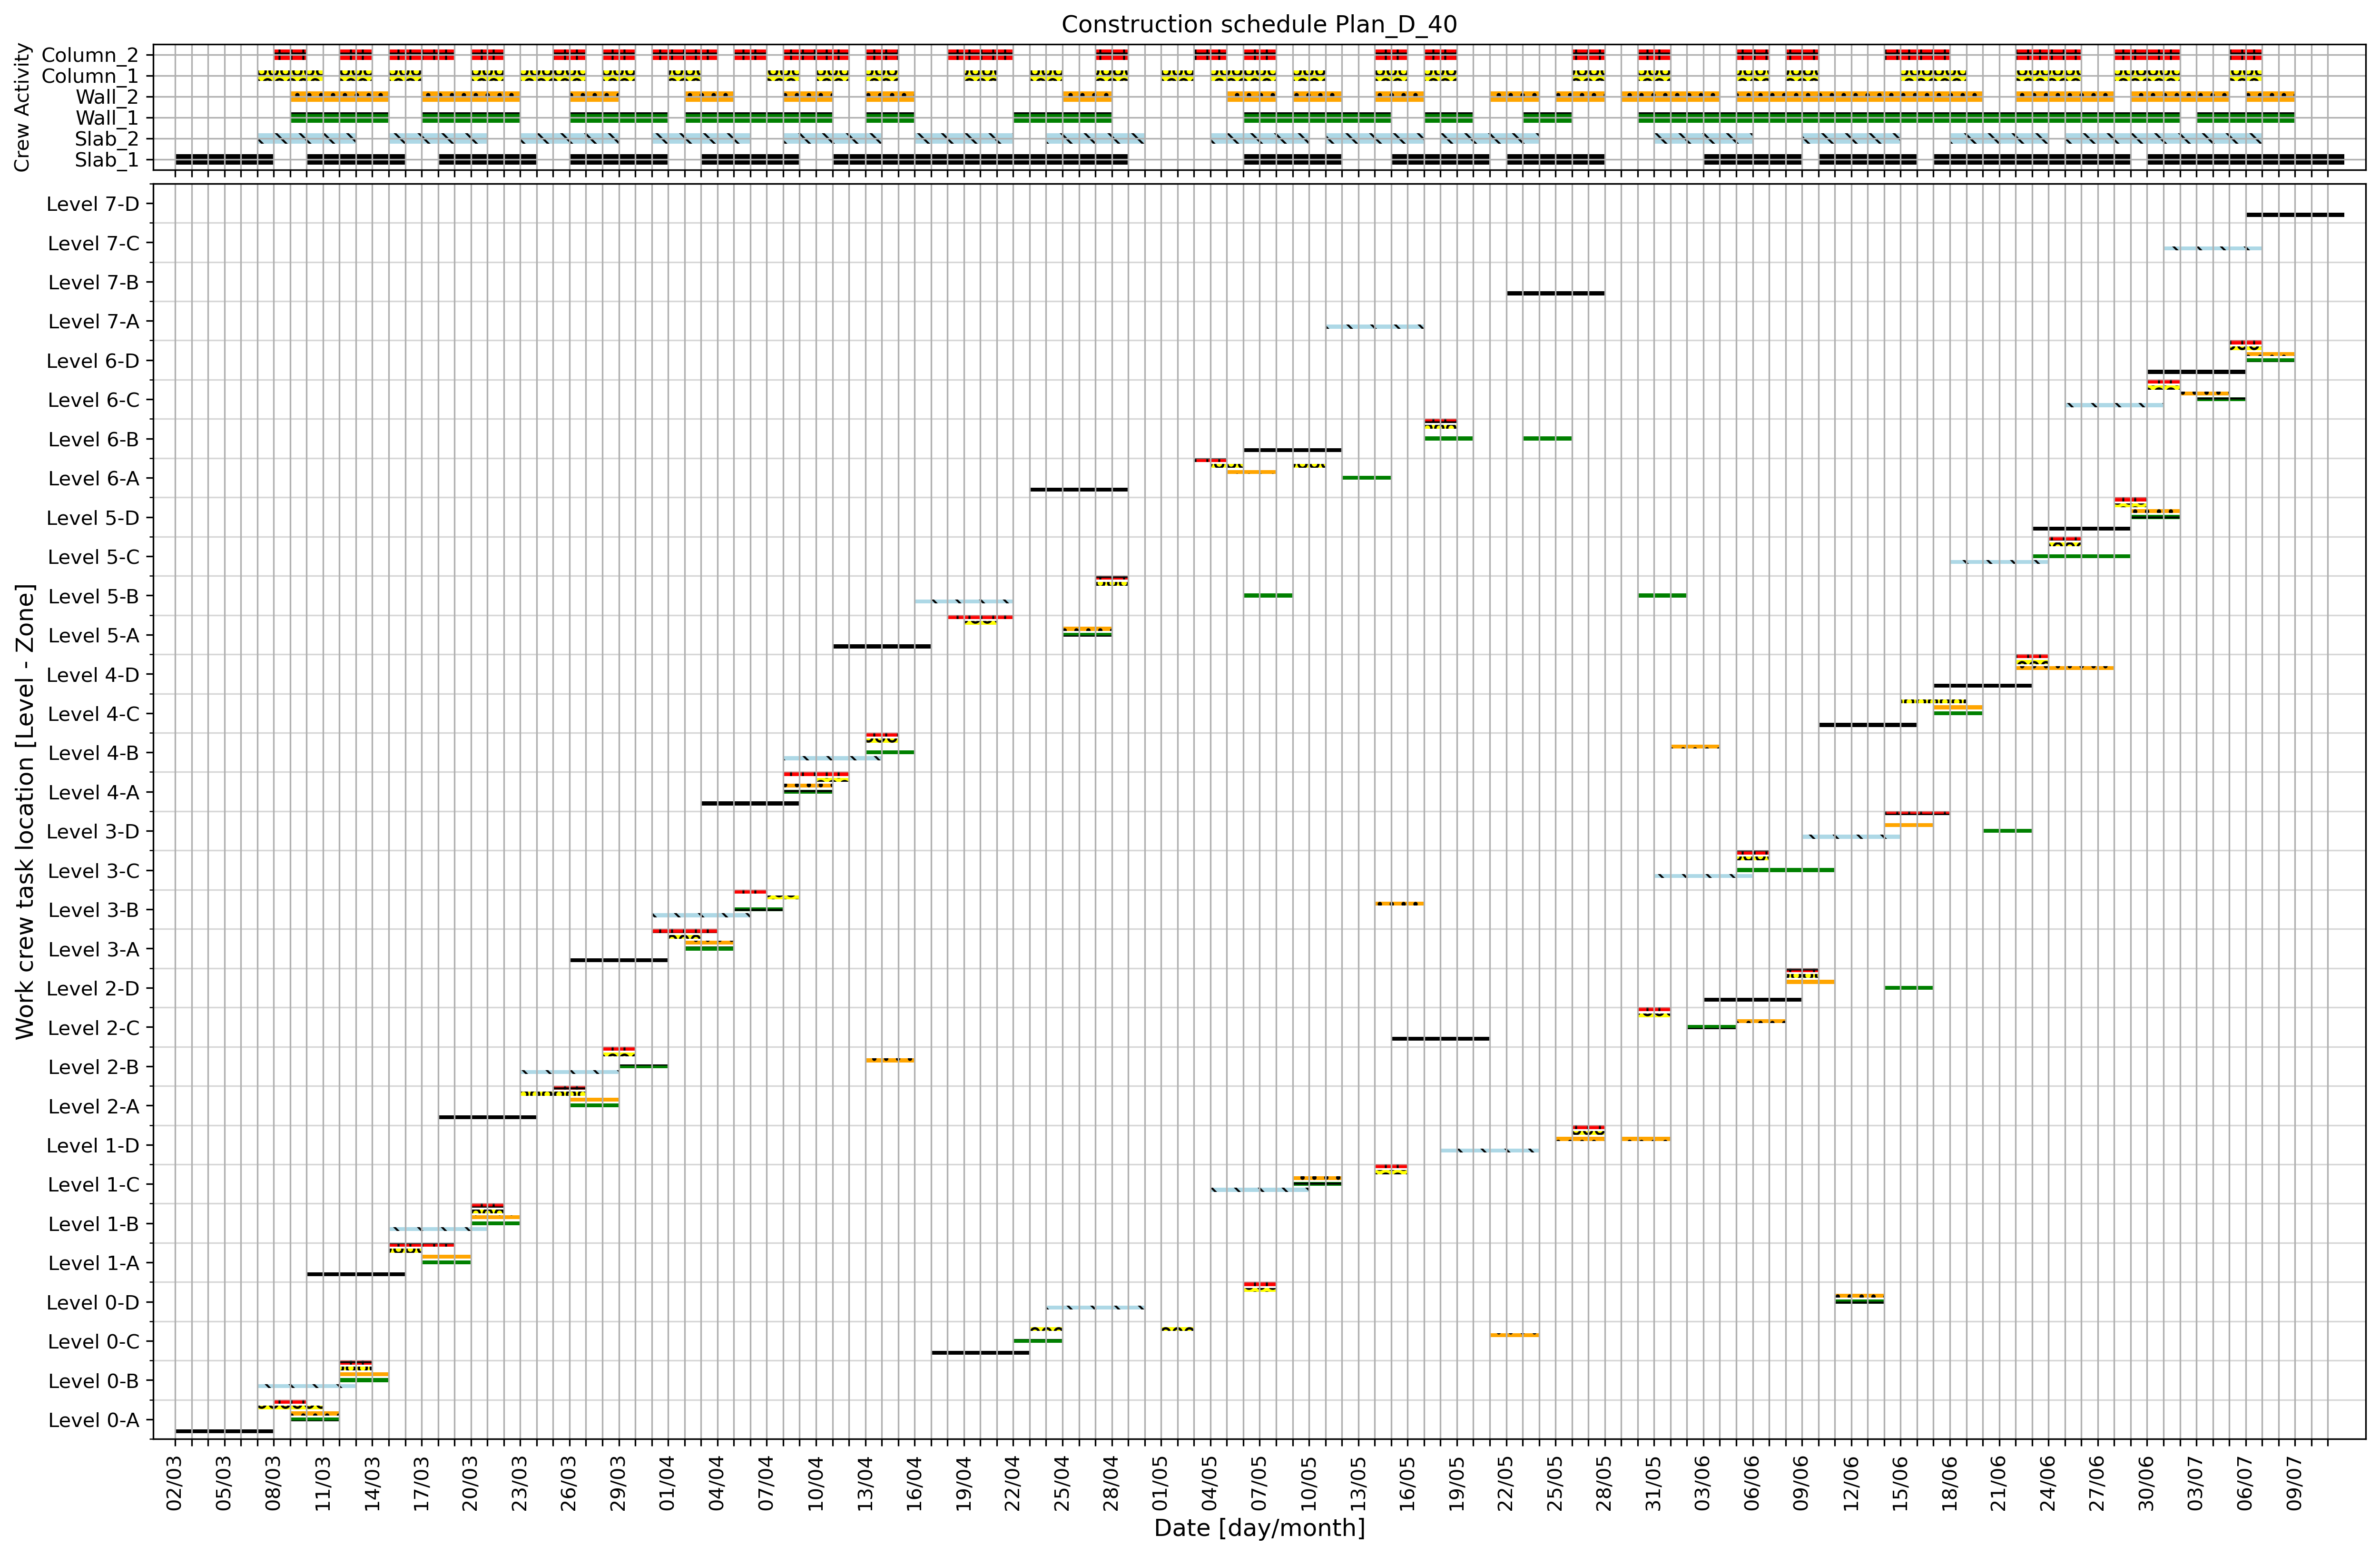 Construction schedule Plan_D_40
Crew Activity
Column_2
Column_1
Wall_2
Wall_1
Slab_2
Slab_1
Work crew task location [Level - Zone]
Level 7-D
Level 7-C
Level 7-B
Level 7-A
Level 6-D
Level 6-C
Level 6-B
Level 6-A
Level 5-D
Level 5-C
Level 5-B
Level 5-A
Level 4-D
Level 4-C
Level 4-B
Level 4-A
Level 3-D
Level 3-C
Level 3-B
Level 3-A
Level 2-D
Level 2-C
Level 2-B
Level 2-A
Level 1-D
Level 1-C
Level 1-B
Level 1-A
Level 0-D
Level 0-C
Level 0-B
Level 0-A
02/03 05/03 08/03 11/03 14/03 17/03 20/03 23/03 26/03 29/03 01/04 04/04 07/04 10/04 13/04 16/04 19/04 22/04 25/04 28/04 01/05 04/05 07/05 10/05 13/05 16/05 19/05 22/05 25/05 28/05 31/05 03/06 06/06 09/06 12/06 15/06 18/06 21/06 24/06 27/06 30/06 03/07 06/07 09/07
Date [day/month]